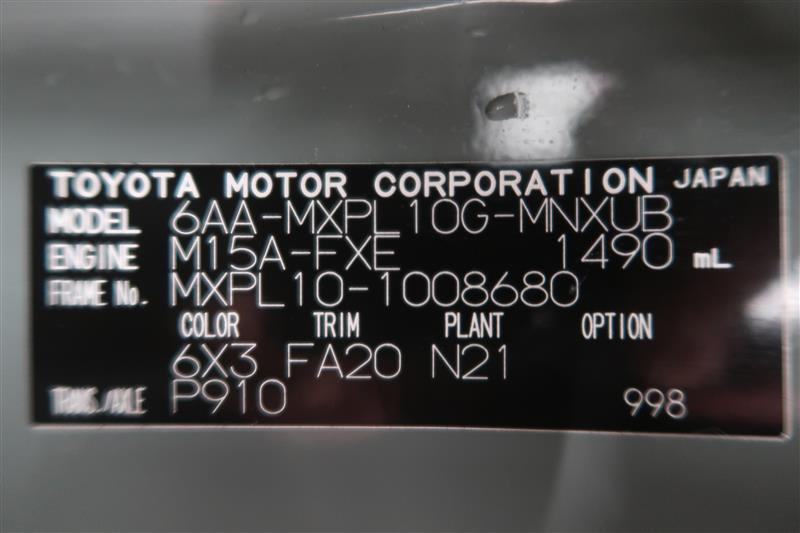 TOYOTA MOTOR CORPORATION JAPAN
MODEL 6AA-MXPL10G-MNXUB
ENGINE M15A-FXE 1490 mL
FRAME No. MXPL10-1008680
COLOR TRIM PLANT OPTION
6X3 FA20 N21
TRANS./AXLE P910 998